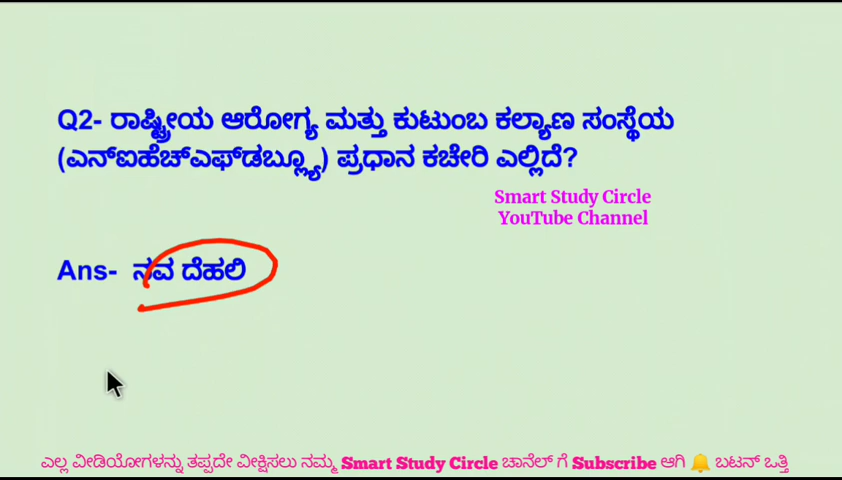 Q2- ರಾಷ್ಟ್ರೀಯ ಆರೋಗ್ಯ ಮತ್ತು ಕುಟುಂಬ ಕಲ್ಯಾಣ ಸಂಸ್ಥೆಯ
(ಎನ್ಐಹೆಚ್ಎಫ್‌ಡಬ್ಲ್ಯೂ) ಪ್ರಧಾನ ಕಚೇರಿ ಎಲ್ಲಿದೆ?
Smart Study Circle
YouTube Channel
Ans- ನವ ದೆಹಲಿ
ಎಲ್ಲ ವೀಡಿಯೋಗಳನ್ನು ತಪ್ಪದೇ ವೀಕ್ಷಿಸಲು ನಮ್ಮ Smart Study Circle ಚಾನೆಲ್ ಗೆ Subscribe ಆಗಿ 🔔 ಬಟನ್ ಒತ್ತಿ